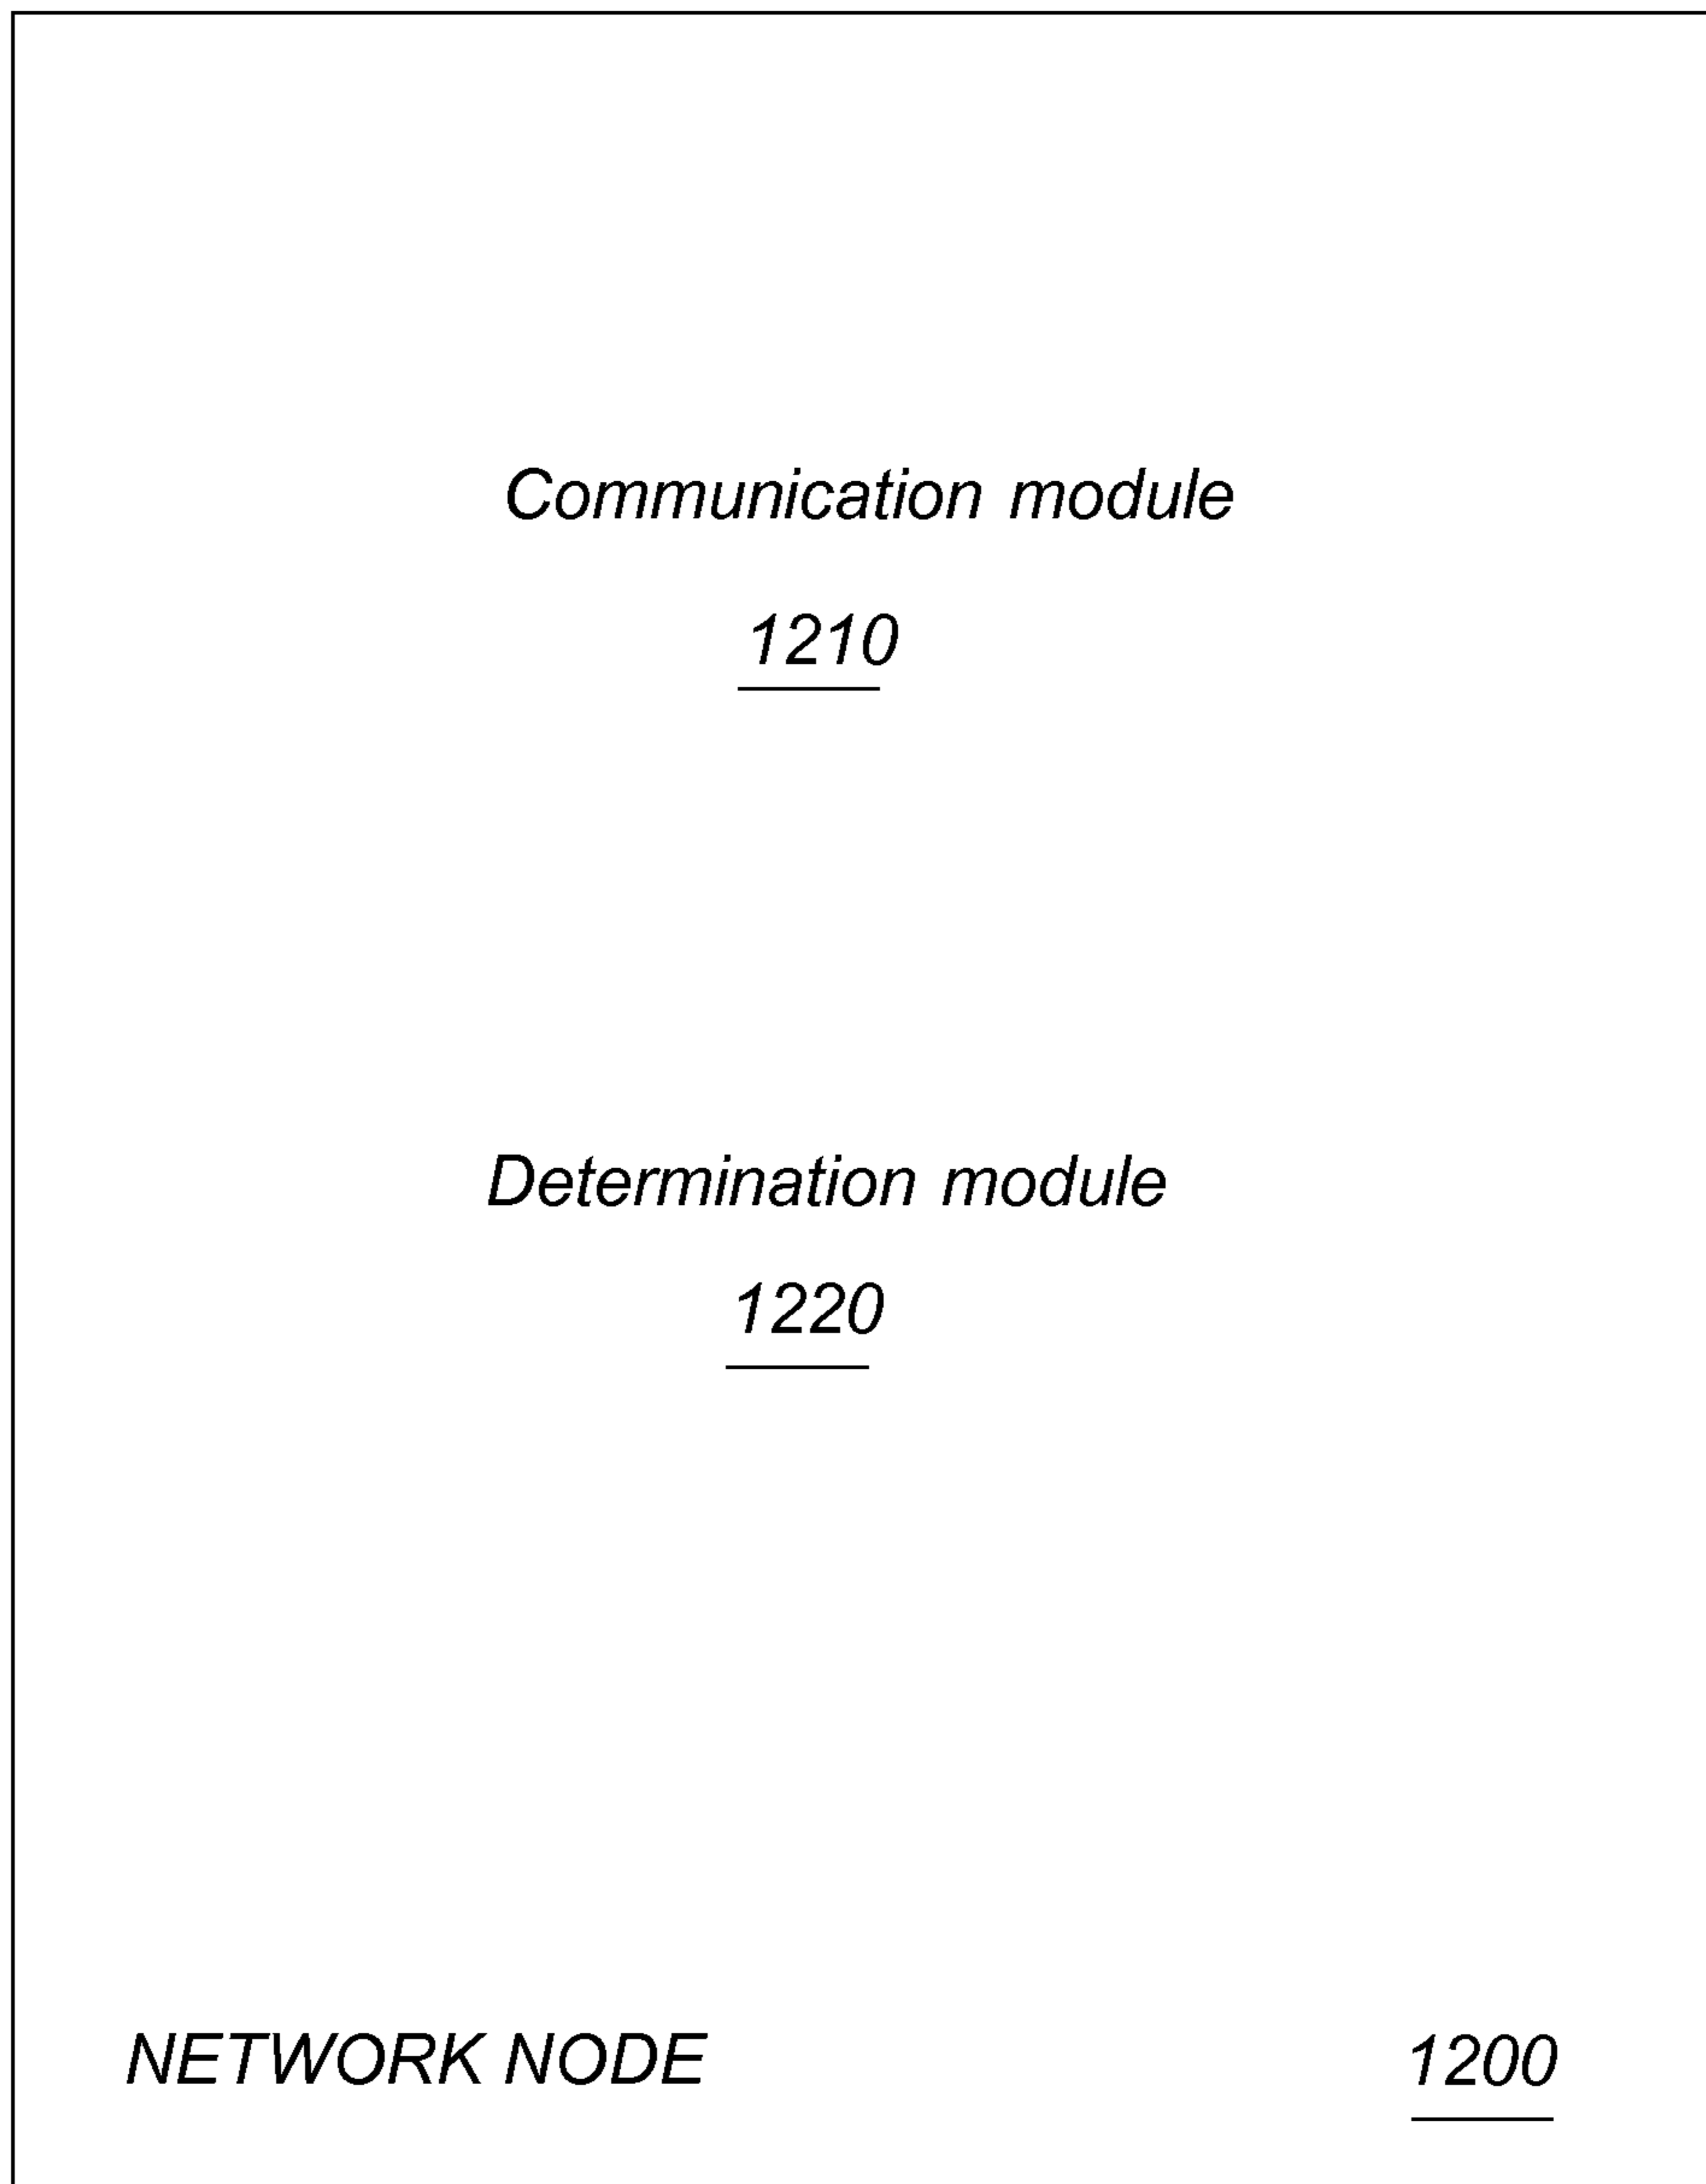 Communication module
1210
Determination module
1220
NETWORK NODE 1200